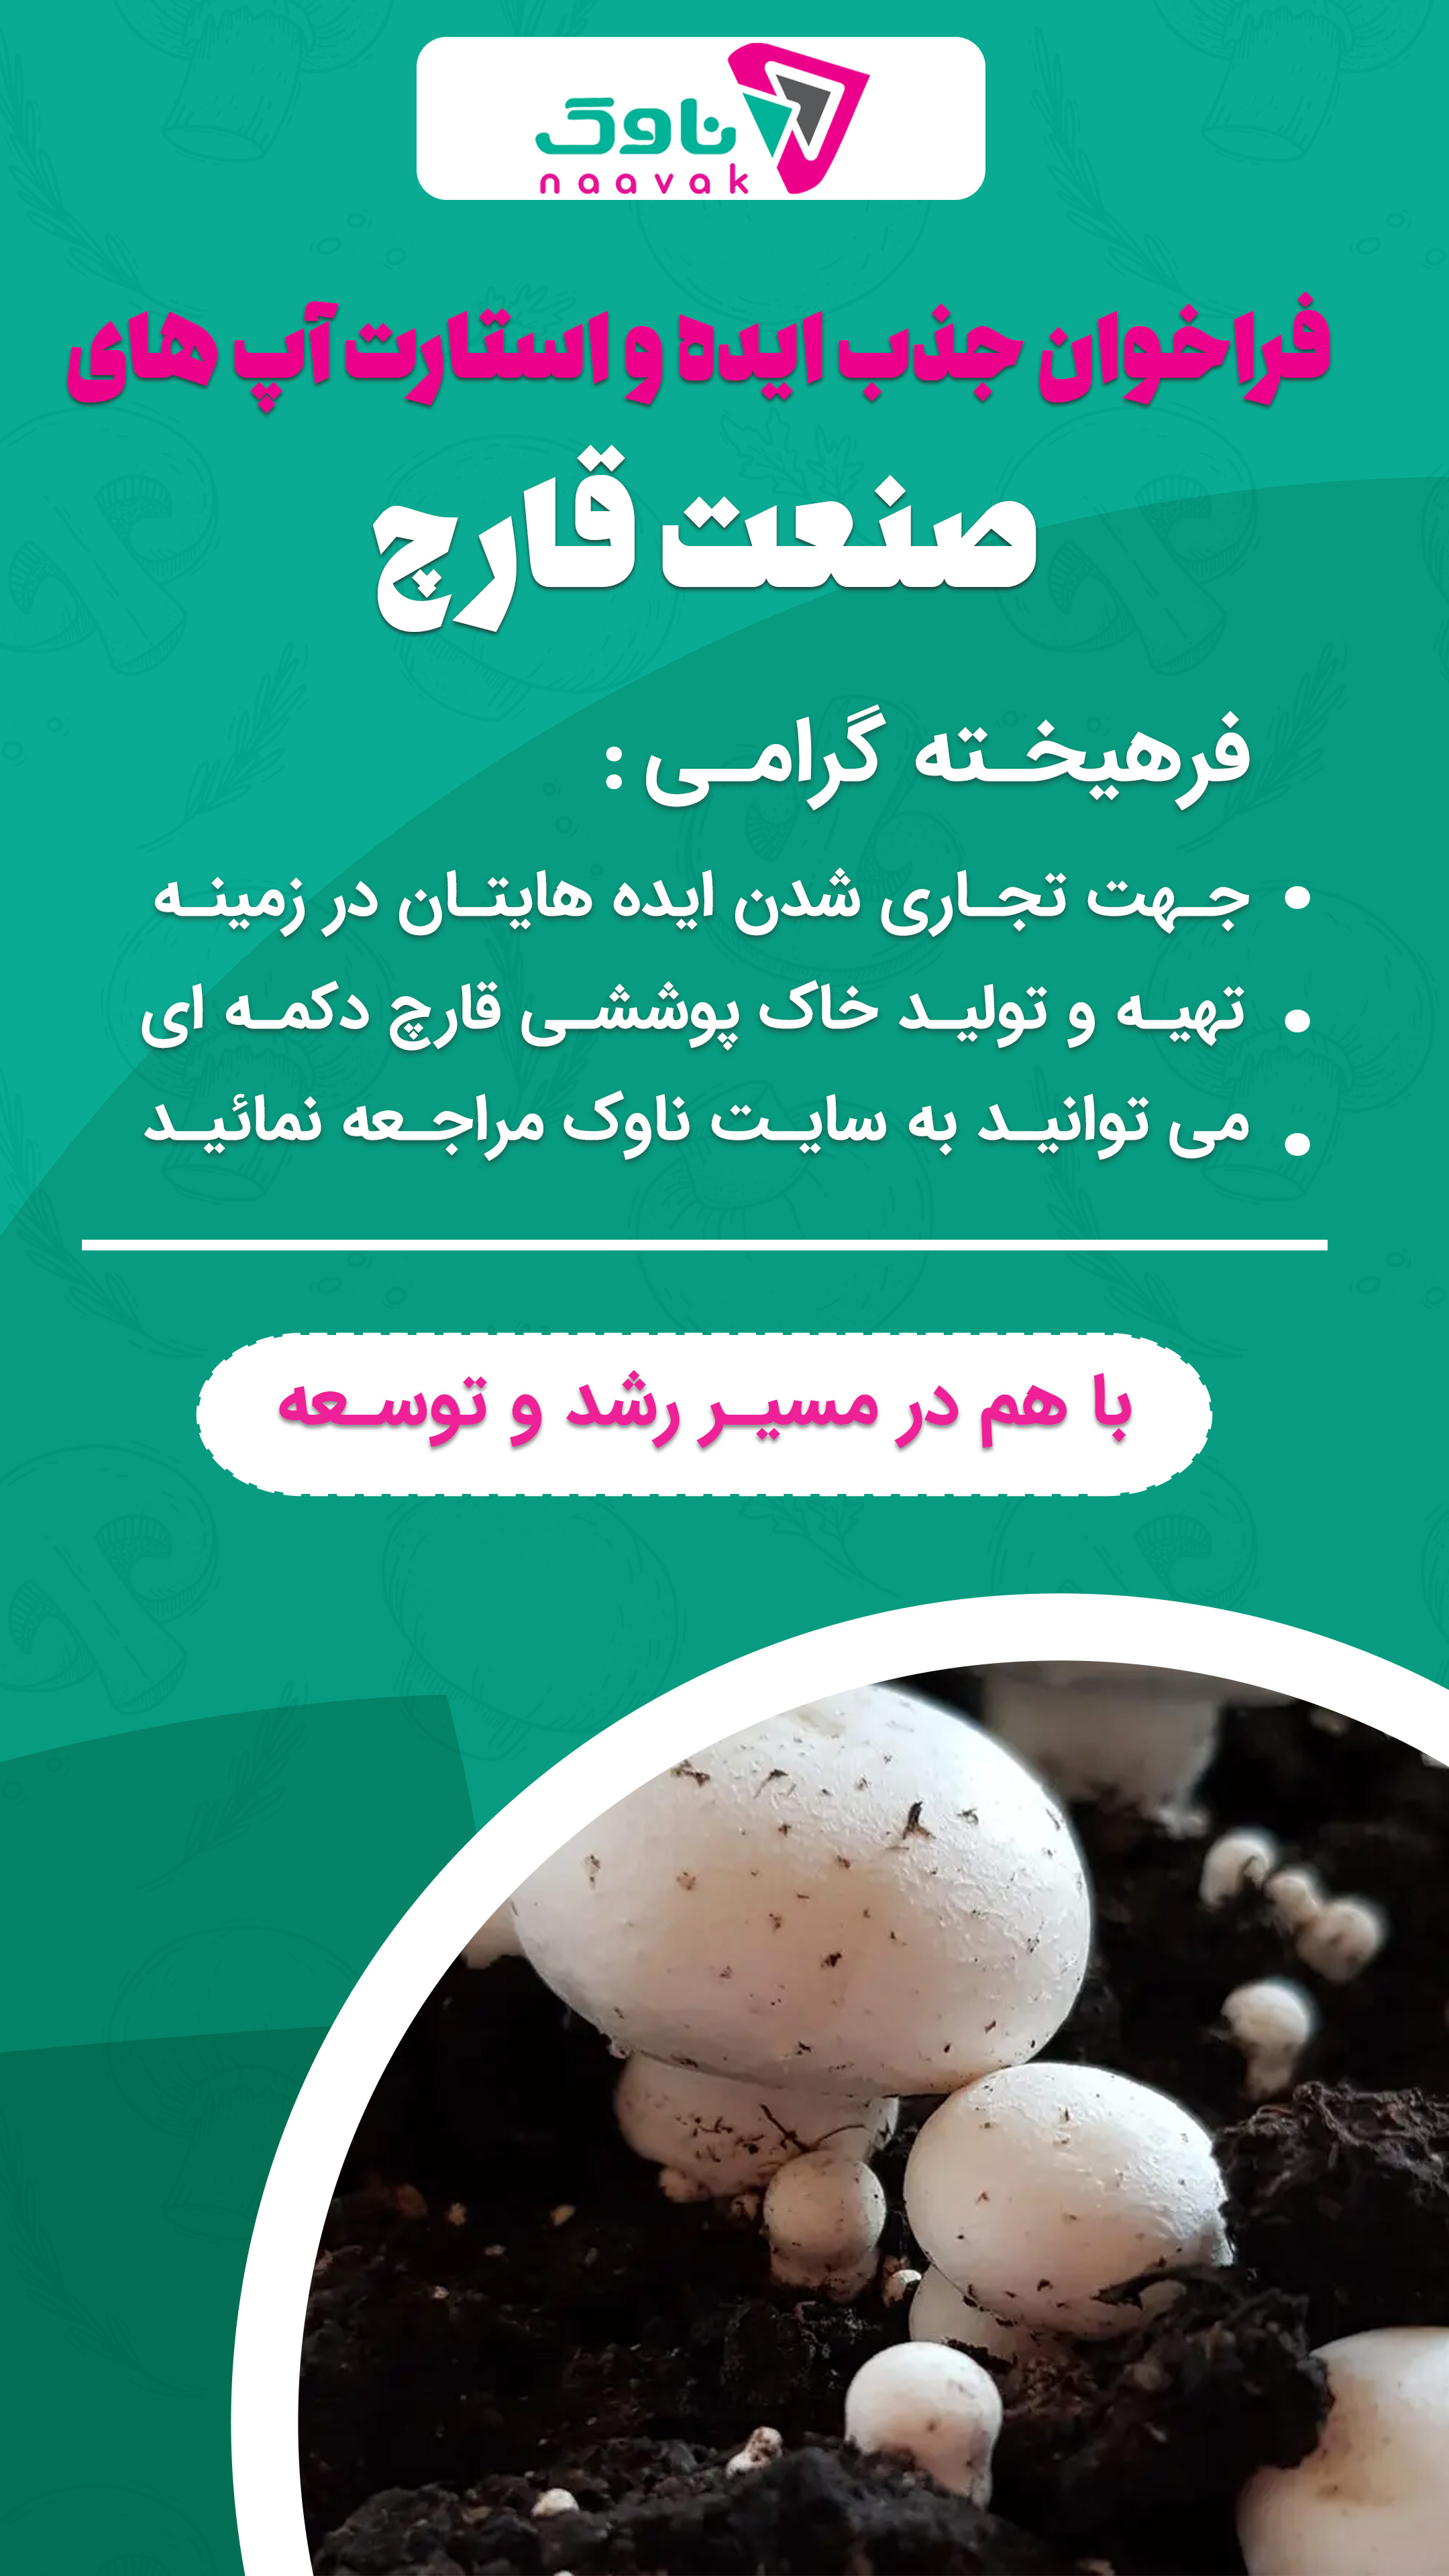 ناوک
naavak
فراخوان جذب ایده و استارت آپ های
صنعت قارچ
فرهیخته گرامی :
• جهت تجاری شدن ایده هایتان در زمینه
• تهیه و تولید خاک پوششی قارچ دکمه ای
• می توانید به سایت ناوک مراجعه نمائید
با هم در مسیر رشد و توسعه